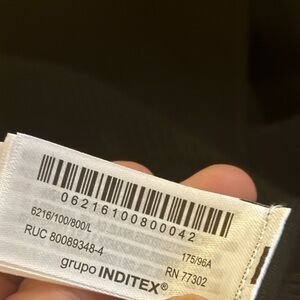 06216100800042
6216/100/800/L
175/96A
RUC 80089348-4
RN 77302
grupo INDITEX®